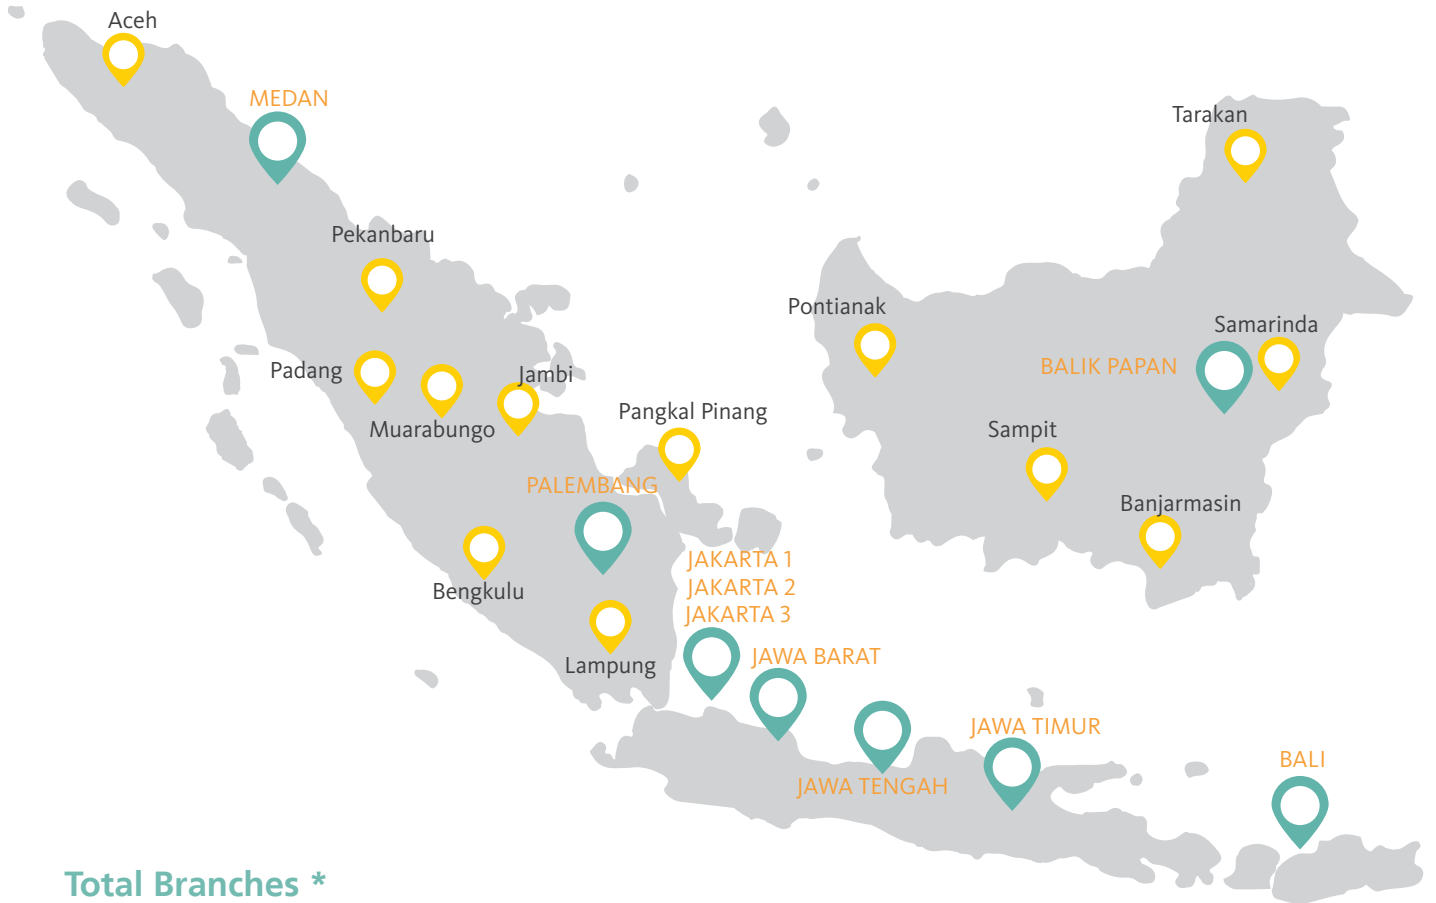 Aceh
MEDAN
Tarakan
Pekanbaru
Pontianak
Samarinda
BALIK PAPAN
Padang
Jambi
Pangkal Pinang
Muarabungo
Sampit
PALEMBANG
Banjarmasin
JAKARTA 1
JAKARTA 2
JAKARTA 3
Bengkulu
Lampung
JAWA BARAT
JAWA TIMUR
BALI
JAWA TENGAH
Total Branches *